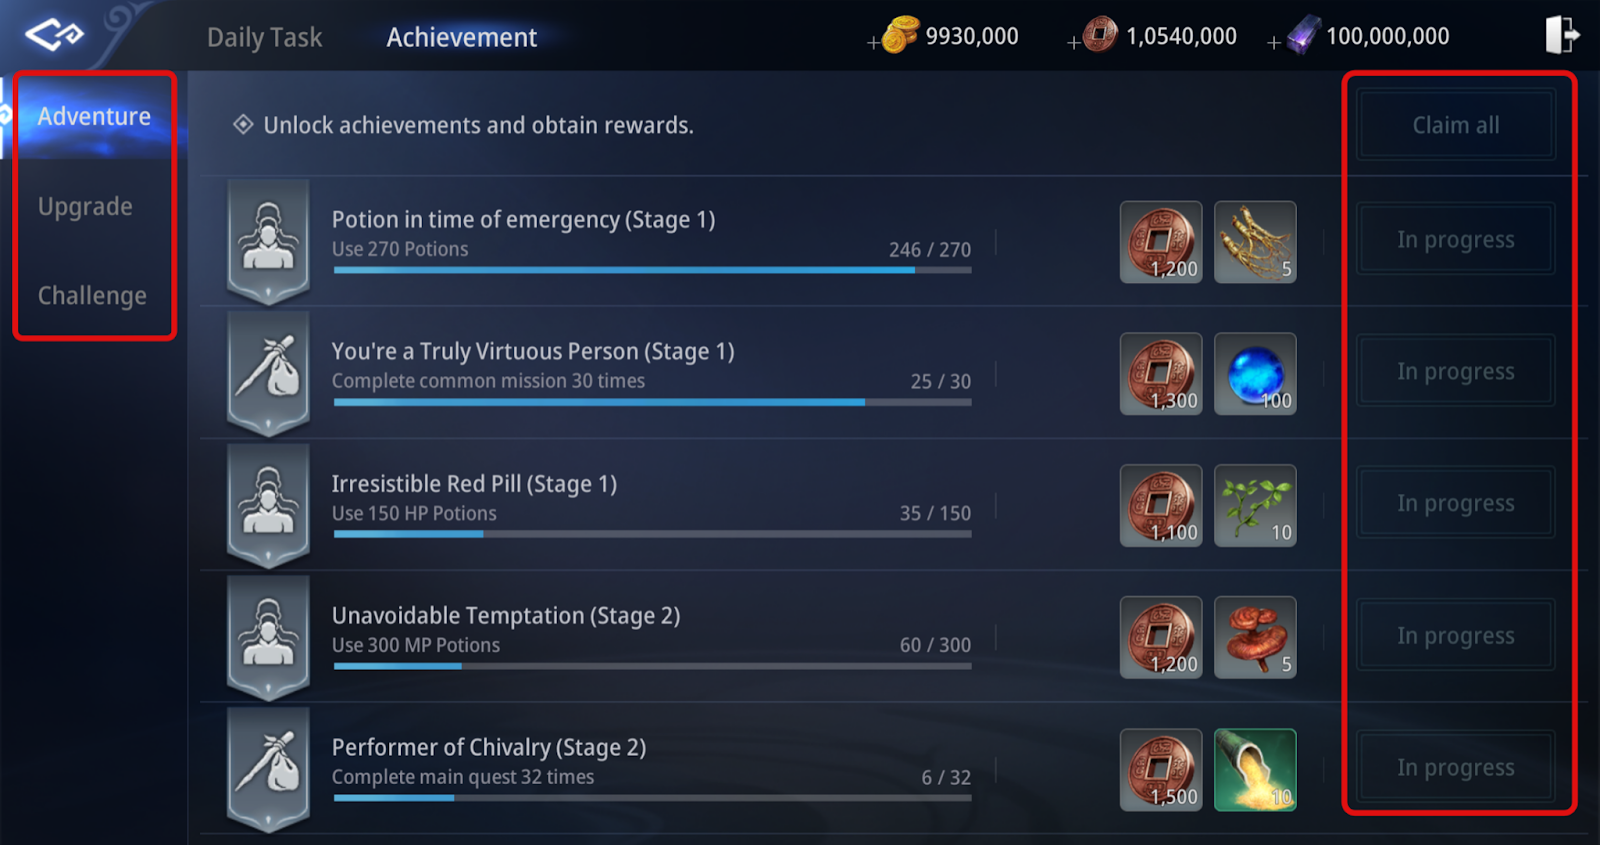 Daily Task
Achievement
9930,000
1,0540,000
100,000,000
Adventure
Upgrade
Challenge
Unlock achievements and obtain rewards.
Claim all
Potion in time of emergency (Stage 1)
Use 270 Potions
246 / 270
1,200
5
In progress
You're a Truly Virtuous Person (Stage 1)
Complete common mission 30 times
25 / 30
1,300
100
In progress
Irresistible Red Pill (Stage 1)
Use 150 HP Potions
35 / 150
1,100
10
In progress
Unavoidable Temptation (Stage 2)
Use 300 MP Potions
60 / 300
1,200
5
In progress
Performer of Chivalry (Stage 2)
Complete main quest 32 times
6 / 32
1,500
10
In progress